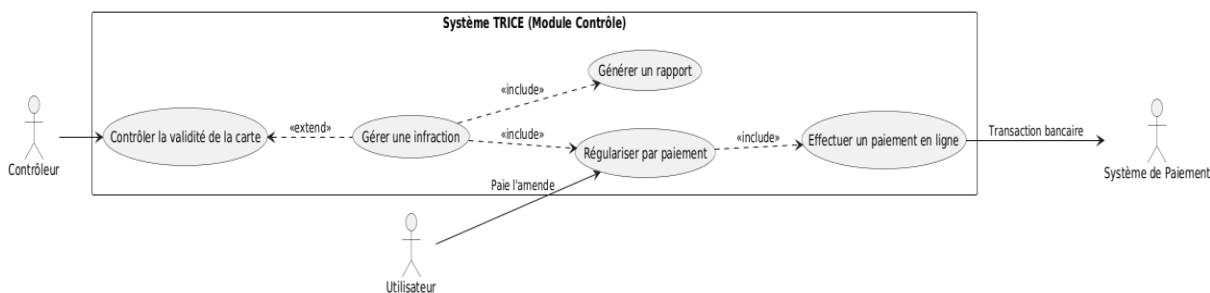 Système TRICE (Module Contrôle)
Générer un rapport
«include»
Contrôler la validité de la carte
«extend»
Gérer une infraction
«include»
Régulariser par paiement
«include»
Effectuer un paiement en ligne
Transaction bancaire
Contrôleur
Système de Paiement
Paie l'amende
Utilisateur